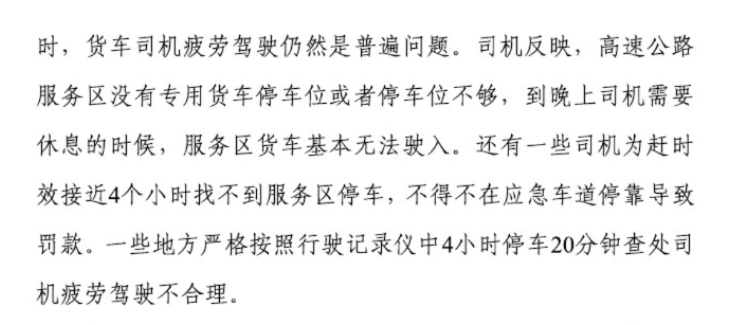 时，货车司机疲劳驾驶仍然是普遍问题。司机反映，高速公路
服务区没有专用货车停车位或者停车位不够，到晚上司机需要
休息的时候，服务区货车基本无法驶入。还有一些司机为赶时
效接近4个小时找不到服务区停车，不得不在应急车道停靠导致
罚款。一些地方严格按照行驶记录仪中4小时停车20分钟查处司
机疲劳驾驶不合理。